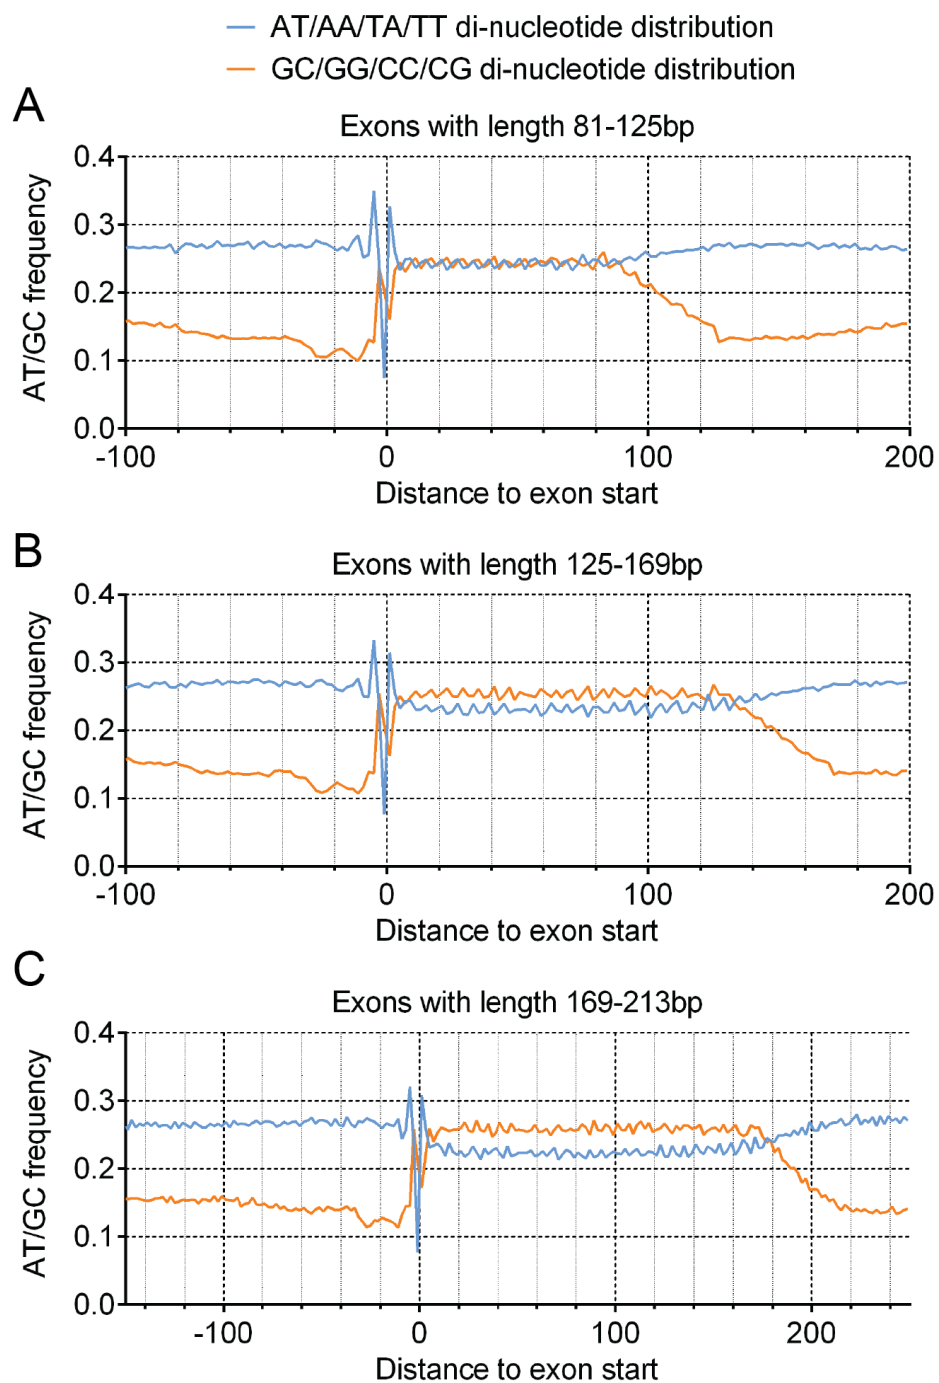 AT/AA/TA/TT di-nucleotide distribution
GC/GG/CC/CG di-nucleotide distribution
A
Exons with length 81-125bp
AT/GC frequency
0.4
0.3
0.2
0.1
0.0
-100 0 100 200
Distance to exon start
B
Exons with length 125-169bp
AT/GC frequency
0.4
0.3
0.2
0.1
0.0
-100 0 100 200
Distance to exon start
C
Exons with length 169-213bp
AT/GC frequency
0.4
0.3
0.2
0.1
0.0
-100 0 100 200
Distance to exon start